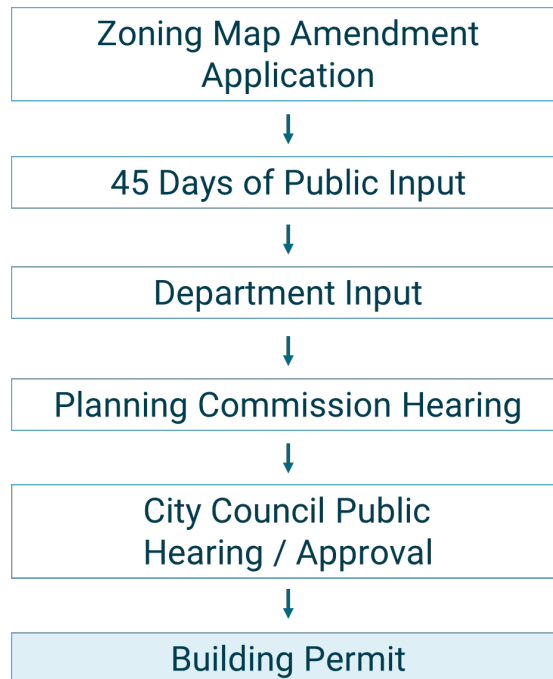 Zoning Map Amendment
Application
45 Days of Public Input
Department Input
Planning Commission Hearing
City Council Public
Hearing / Approval
Building Permit